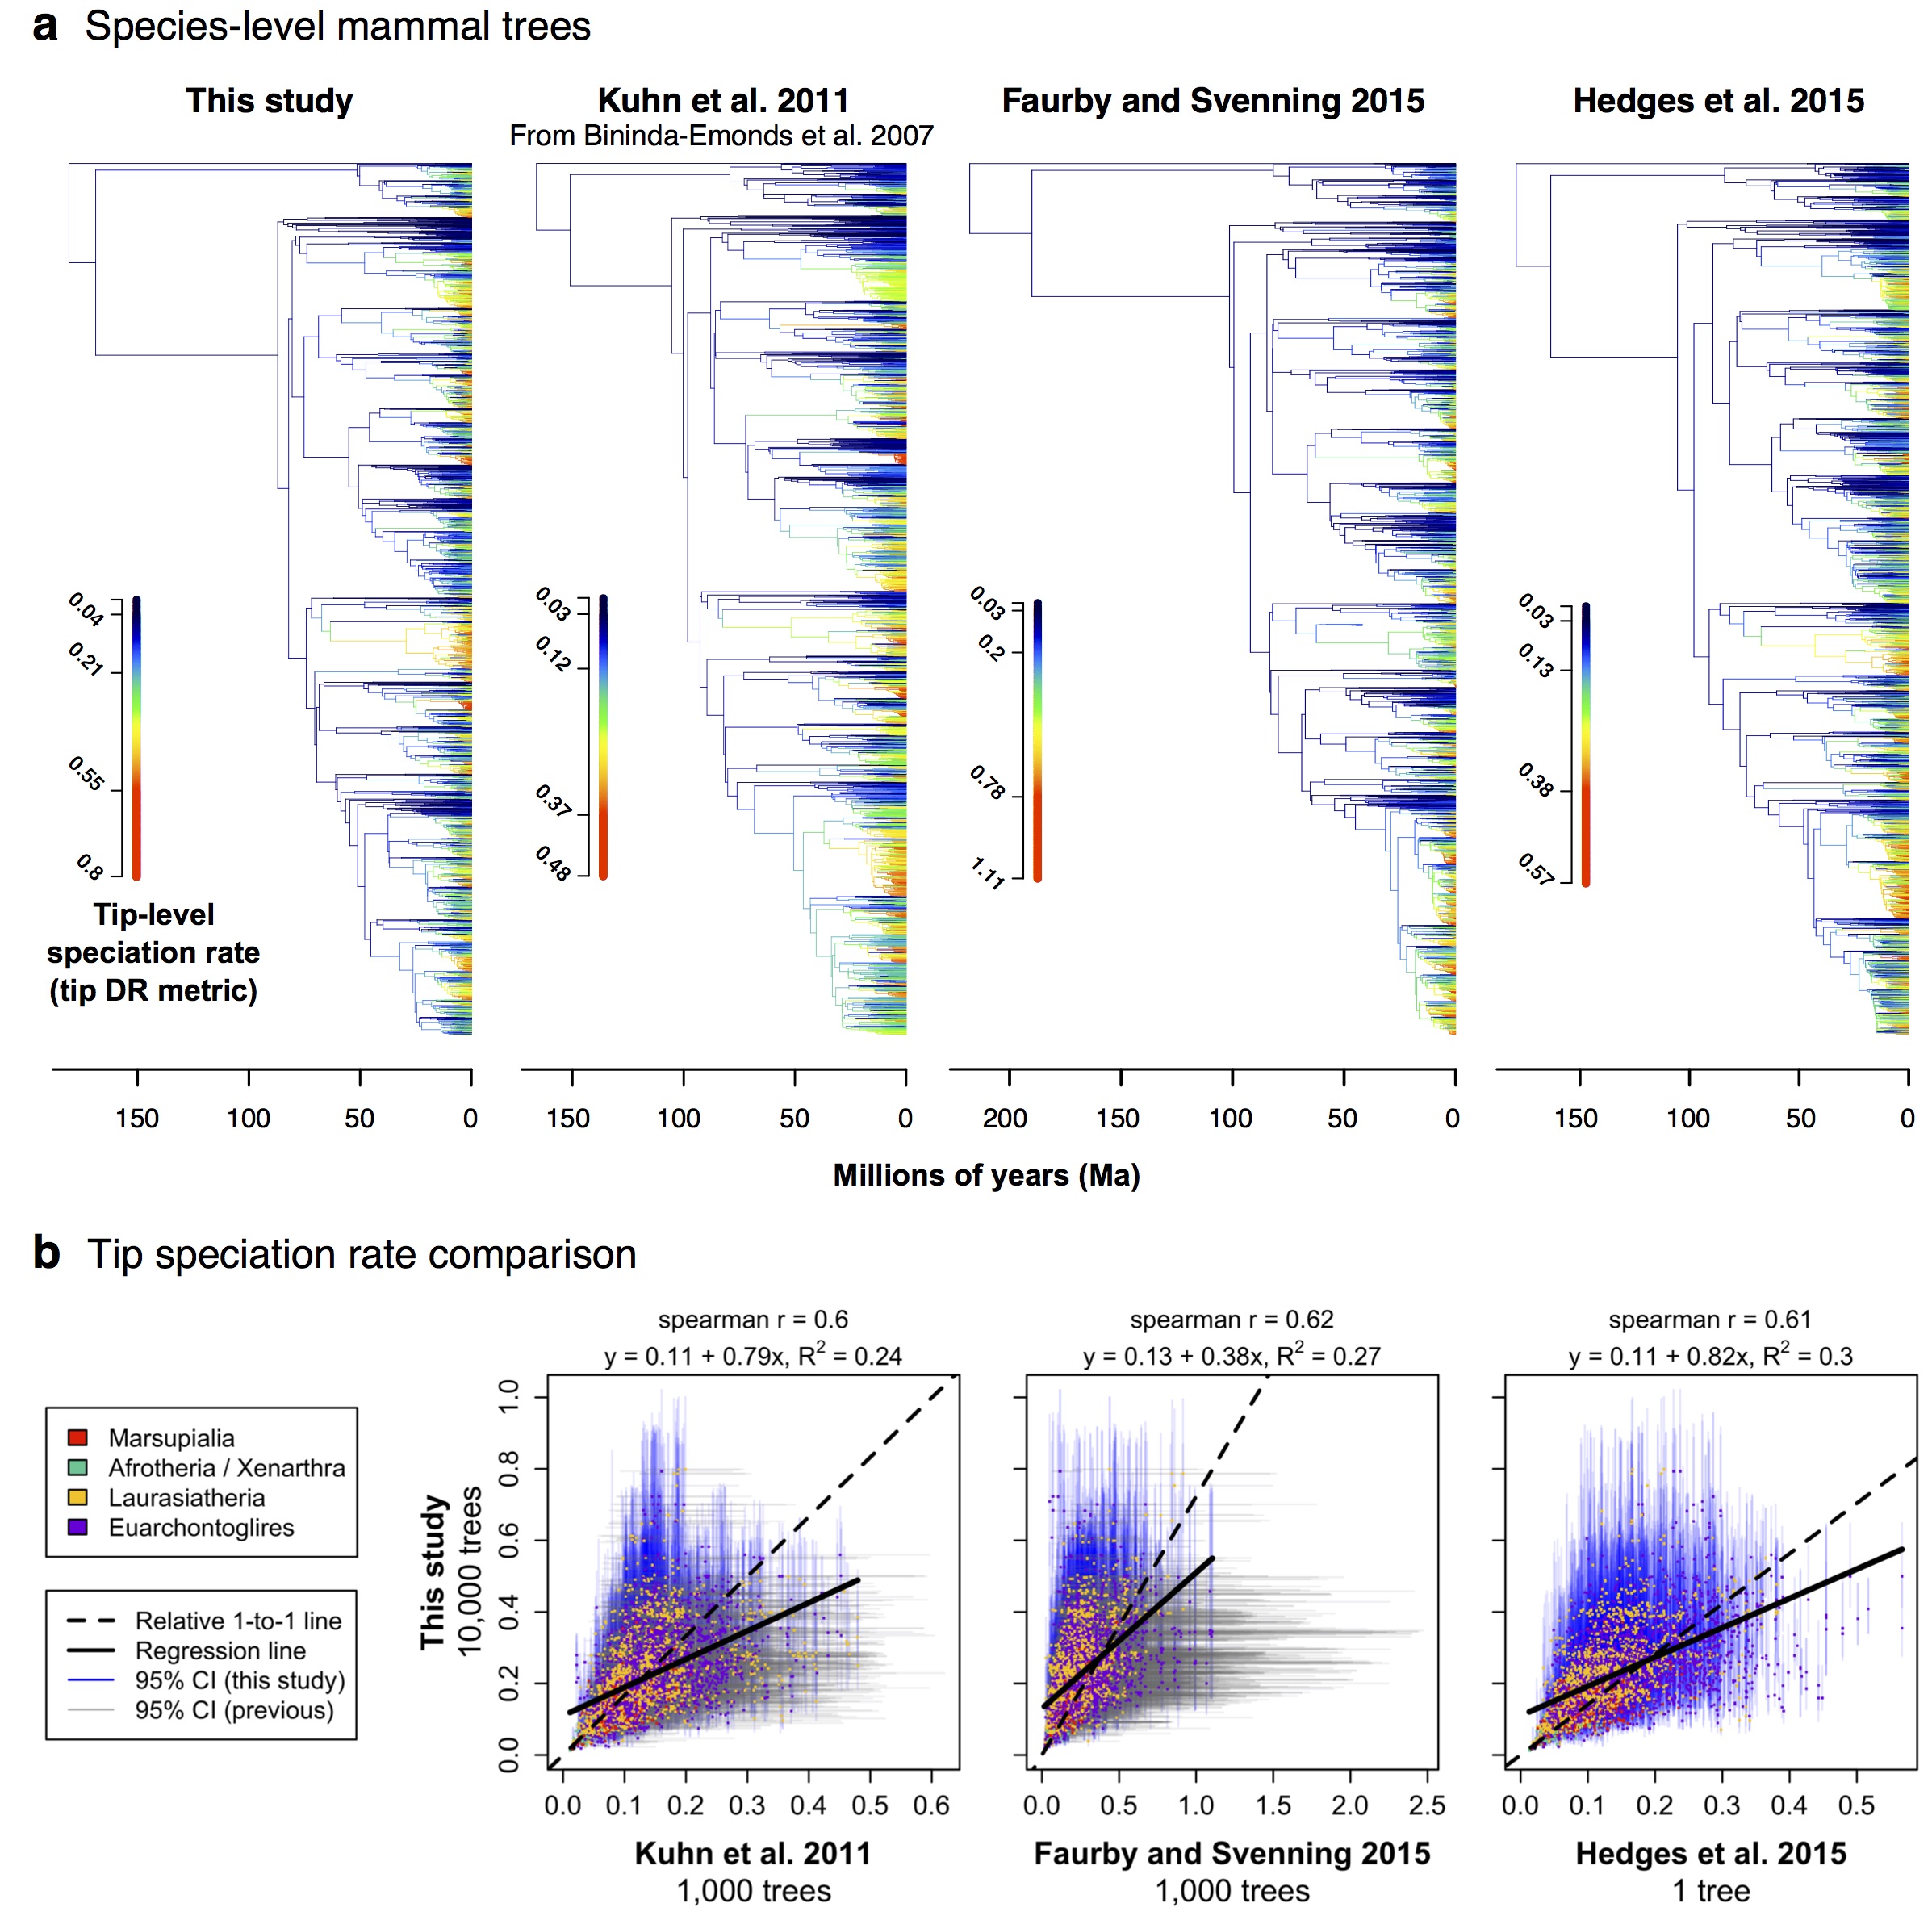 a Species-level mammal trees
This study
Kuhn et al. 2011
From Bininda-Emonds et al. 2007
Faurby and Svenning 2015
Hedges et al. 2015
0.04
0.21
0.55
0.8
Tip-level
speciation rate
(tip DR metric)
0.03
0.12
0.37
0.48
0.03
0.2
0.78
1.11
0.03
0.13
0.38
0.57
150 100 50 0
150 100 50 0
200 150 100 50 0
150 100 50 0
Millions of years (Ma)
b Tip speciation rate comparison
Marsupialia
Afrotheria / Xenarthra
Laurasiatheria
Euarchontoglires
Relative 1-to-1 line
Regression line
95% CI (this study)
95% CI (previous)
This study
10,000 trees
spearman r = 0.6
y = 0.11 + 0.79x, R² = 0.24
1.0
0.8
0.6
0.4
0.2
0.0
0.0 0.1 0.2 0.3 0.4 0.5 0.6
Kuhn et al. 2011
1,000 trees
spearman r = 0.62
y = 0.13 + 0.38x, R² = 0.27
0.0 0.5 1.0 1.5 2.0 2.5
Faurby and Svenning 2015
1,000 trees
spearman r = 0.61
y = 0.11 + 0.82x, R² = 0.3
0.0 0.1 0.2 0.3 0.4 0.5
Hedges et al. 2015
1 tree